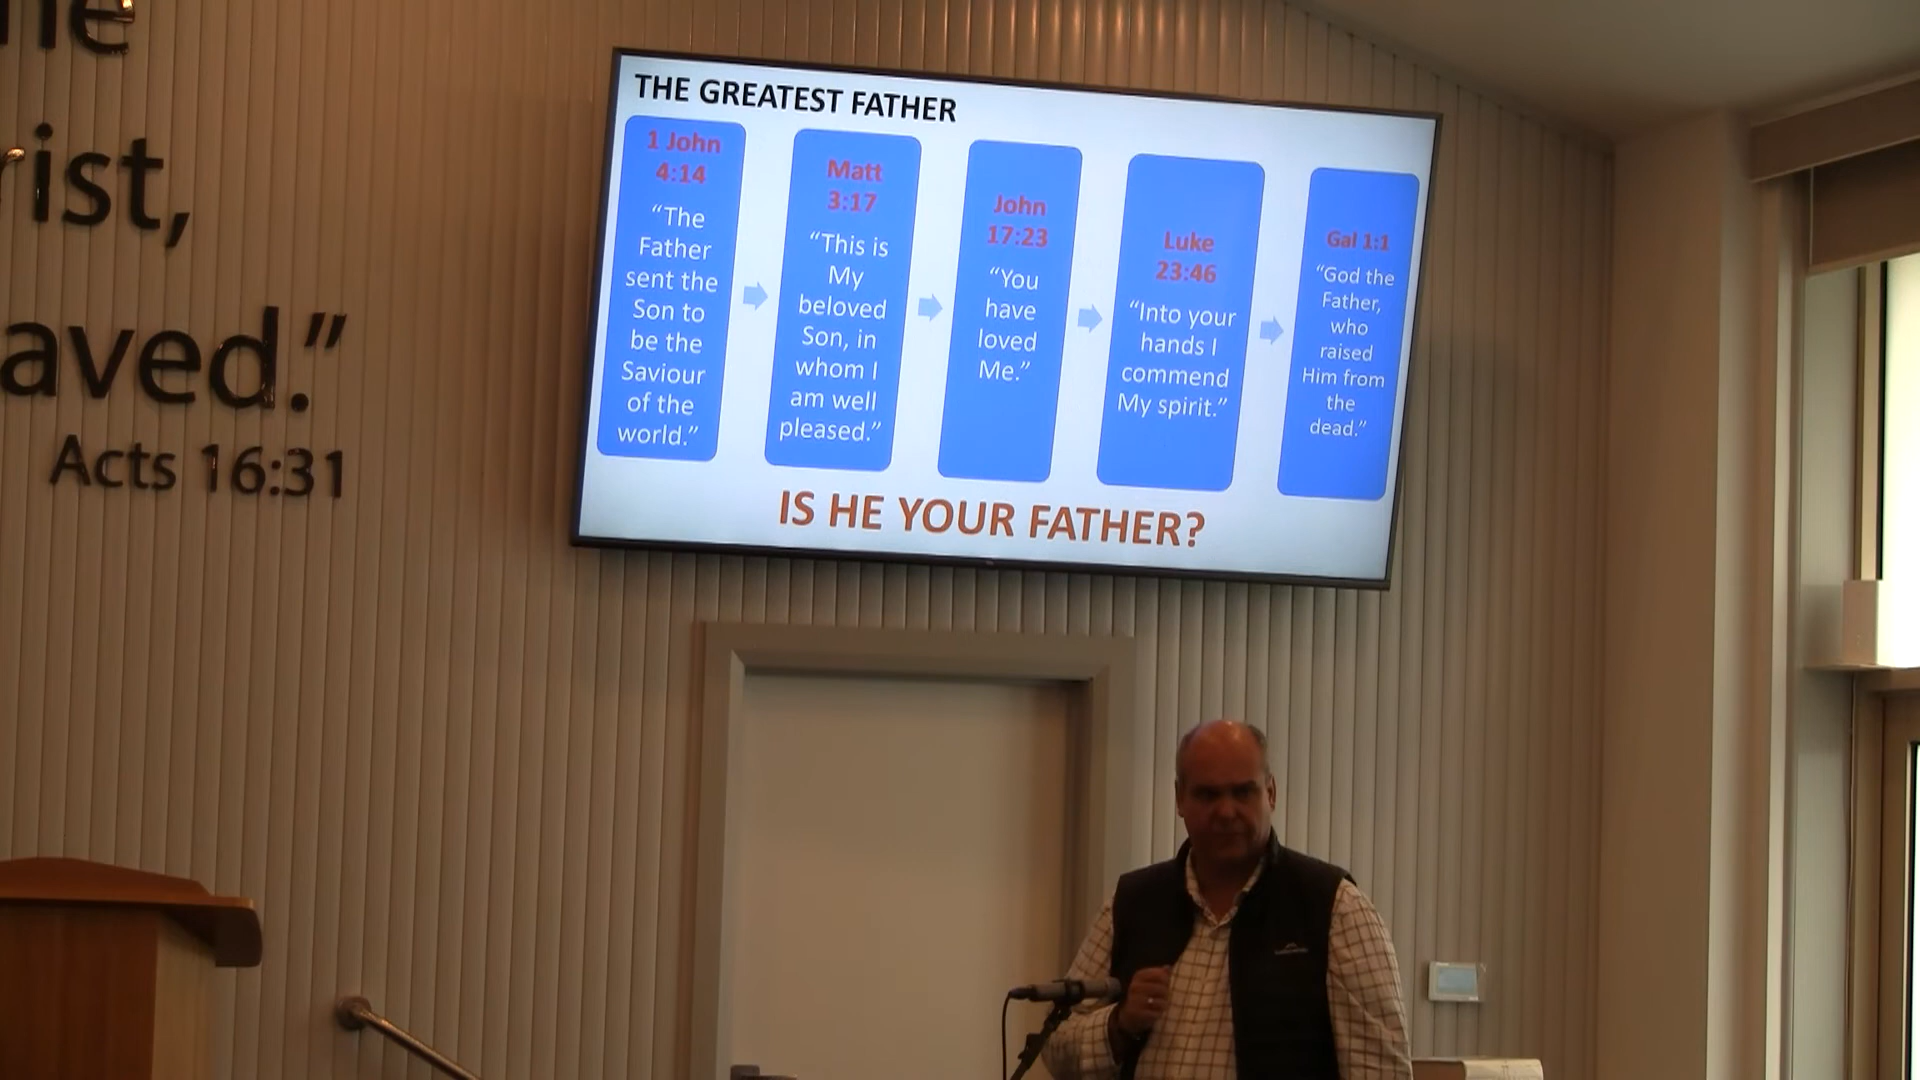 rist,
aved.”
Acts 16:31
THE GREATEST FATHER
1 John
4:14
“The
Father
sent the
Son to
be the
Saviour
of the
world.”
Matt
3:17
“This is
My
beloved
Son, in
whom I
am well
pleased.”
John
17:23
“You
have
loved
Me.”
Luke
23:46
“Into your
hands I
commend
My spirit.”
Gal 1:1
“God the
Father,
who
raised
Him from
the
dead.”
IS HE YOUR FATHER?